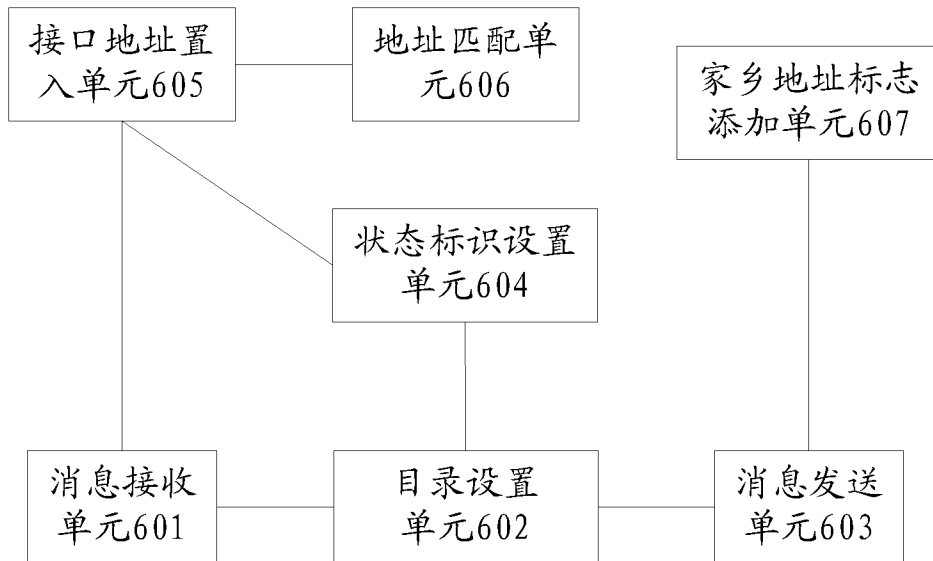 接口地址置
入单元605
地址匹配单
元606
家乡地址标志
添加单元607
状态标识设置
单元604
消息接收
单元601
目录设置
单元602
消息发送
单元603